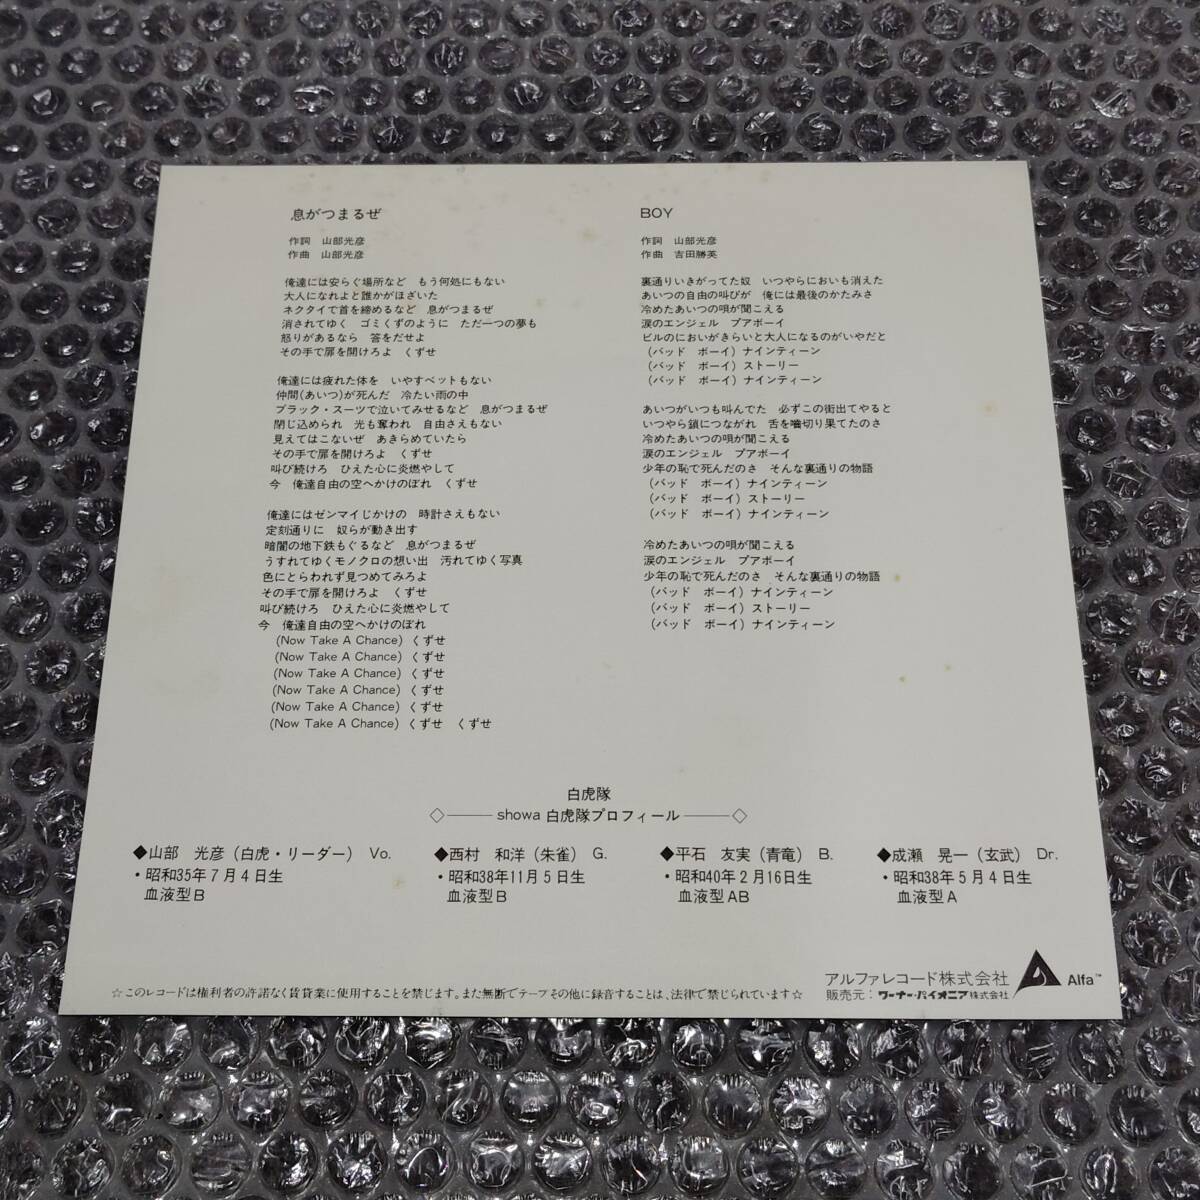 息がつまるぜ
作詞　山部光彦
作曲　山部光彦
俺達には安らぐ場所など　もう何処にもない
大人になれよと誰かがほざいた
ネクタイで首を締めるなど　息がつまるぜ
消されてゆく　ゴミくずのように　ただ一つの夢も
怒りがあるなら　答をだせよ
その手で扉を開けろよ　くずせ
俺達には疲れた体を　いやすベットもない
仲間(あいつ)が死んだ　冷たい雨の中
ブラック・スーツで泣いてみせるなど　息がつまるぜ
閉じ込められ　光も奪われ　自由さえもない
見えてはこないぜ　あきらめていたら
その手で扉を開けろよ　くずせ
叫び続けろ　ひえた心に炎燃やして
今　俺達自由の空へかけのぼれ　くずせ
俺達にはゼンマイじかけの　時計さえもない
定刻通りに　奴らが動き出す
暗闇の地下鉄もぐるなど　息がつまるぜ
うすれてゆくモノクロの想い出　汚れてゆく写真
色にとらわれず見つめてみろよ
その手で扉を開けろよ　くずせ
叫び続けろ　ひえた心に炎燃やして
今　俺達自由の空へかけのぼれ
(Now Take A Chance) くずせ
(Now Take A Chance) くずせ
(Now Take A Chance) くずせ
(Now Take A Chance) くずせ
(Now Take A Chance) くずせ
(Now Take A Chance) くずせ　くずせ
BOY
作詞　山部光彦
作曲　吉田勝英
裏通りいきがってた奴　いつやらにおいも消えた
あいつの自由の叫びが　俺には最後のかたみさ
冷めたあいつの唄が聞こえる
涙のエンジェル　プアボーイ
ビルのにおいがきらいと大人になるのがいやだと
（バッド　ボーイ）ナインティーン
（バッド　ボーイ）ストーリー
（バッド　ボーイ）ナインティーン
あいつがいつも叫んでた　必ずこの街出てやると
いつやら鎖につながれ　舌を噛切り果てたのさ
冷めたあいつの唄が聞こえる
涙のエンジェル　プアボーイ
少年の恥で死んだのさ　そんな裏通りの物語
（バッド　ボーイ）ナインティーン
（バッド　ボーイ）ストーリー
（バッド　ボーイ）ナインティーン
冷めたあいつの唄が聞こえる
涙のエンジェル　プアボーイ
少年の恥で死んだのさ　そんな裏通りの物語
（バッド　ボーイ）ナインティーン
（バッド　ボーイ）ストーリー
（バッド　ボーイ）ナインティーン
白虎隊
◇——showa 白虎隊プロフィール——◇
◆山部　光彦（白虎・リーダー）　Vo.
・昭和35年７月４日生
血液型Ｂ
◆西村　和洋（朱雀）　G.
・昭和38年11月５日生
血液型Ｂ
◆平石　友実（青竜）　B.
・昭和40年２月16日生
血液型AB
◆成瀬　晃一（玄武）　Dr.
・昭和38年５月４日生
血液型Ａ
アルファレコード株式会社　Alfa™
販売元：ワーナー・パイオニア株式会社
☆このレコードは権利者の許諾なく賃貸業に使用することを禁じます。また無断でテープその他に録音することは、法律で禁じられています☆